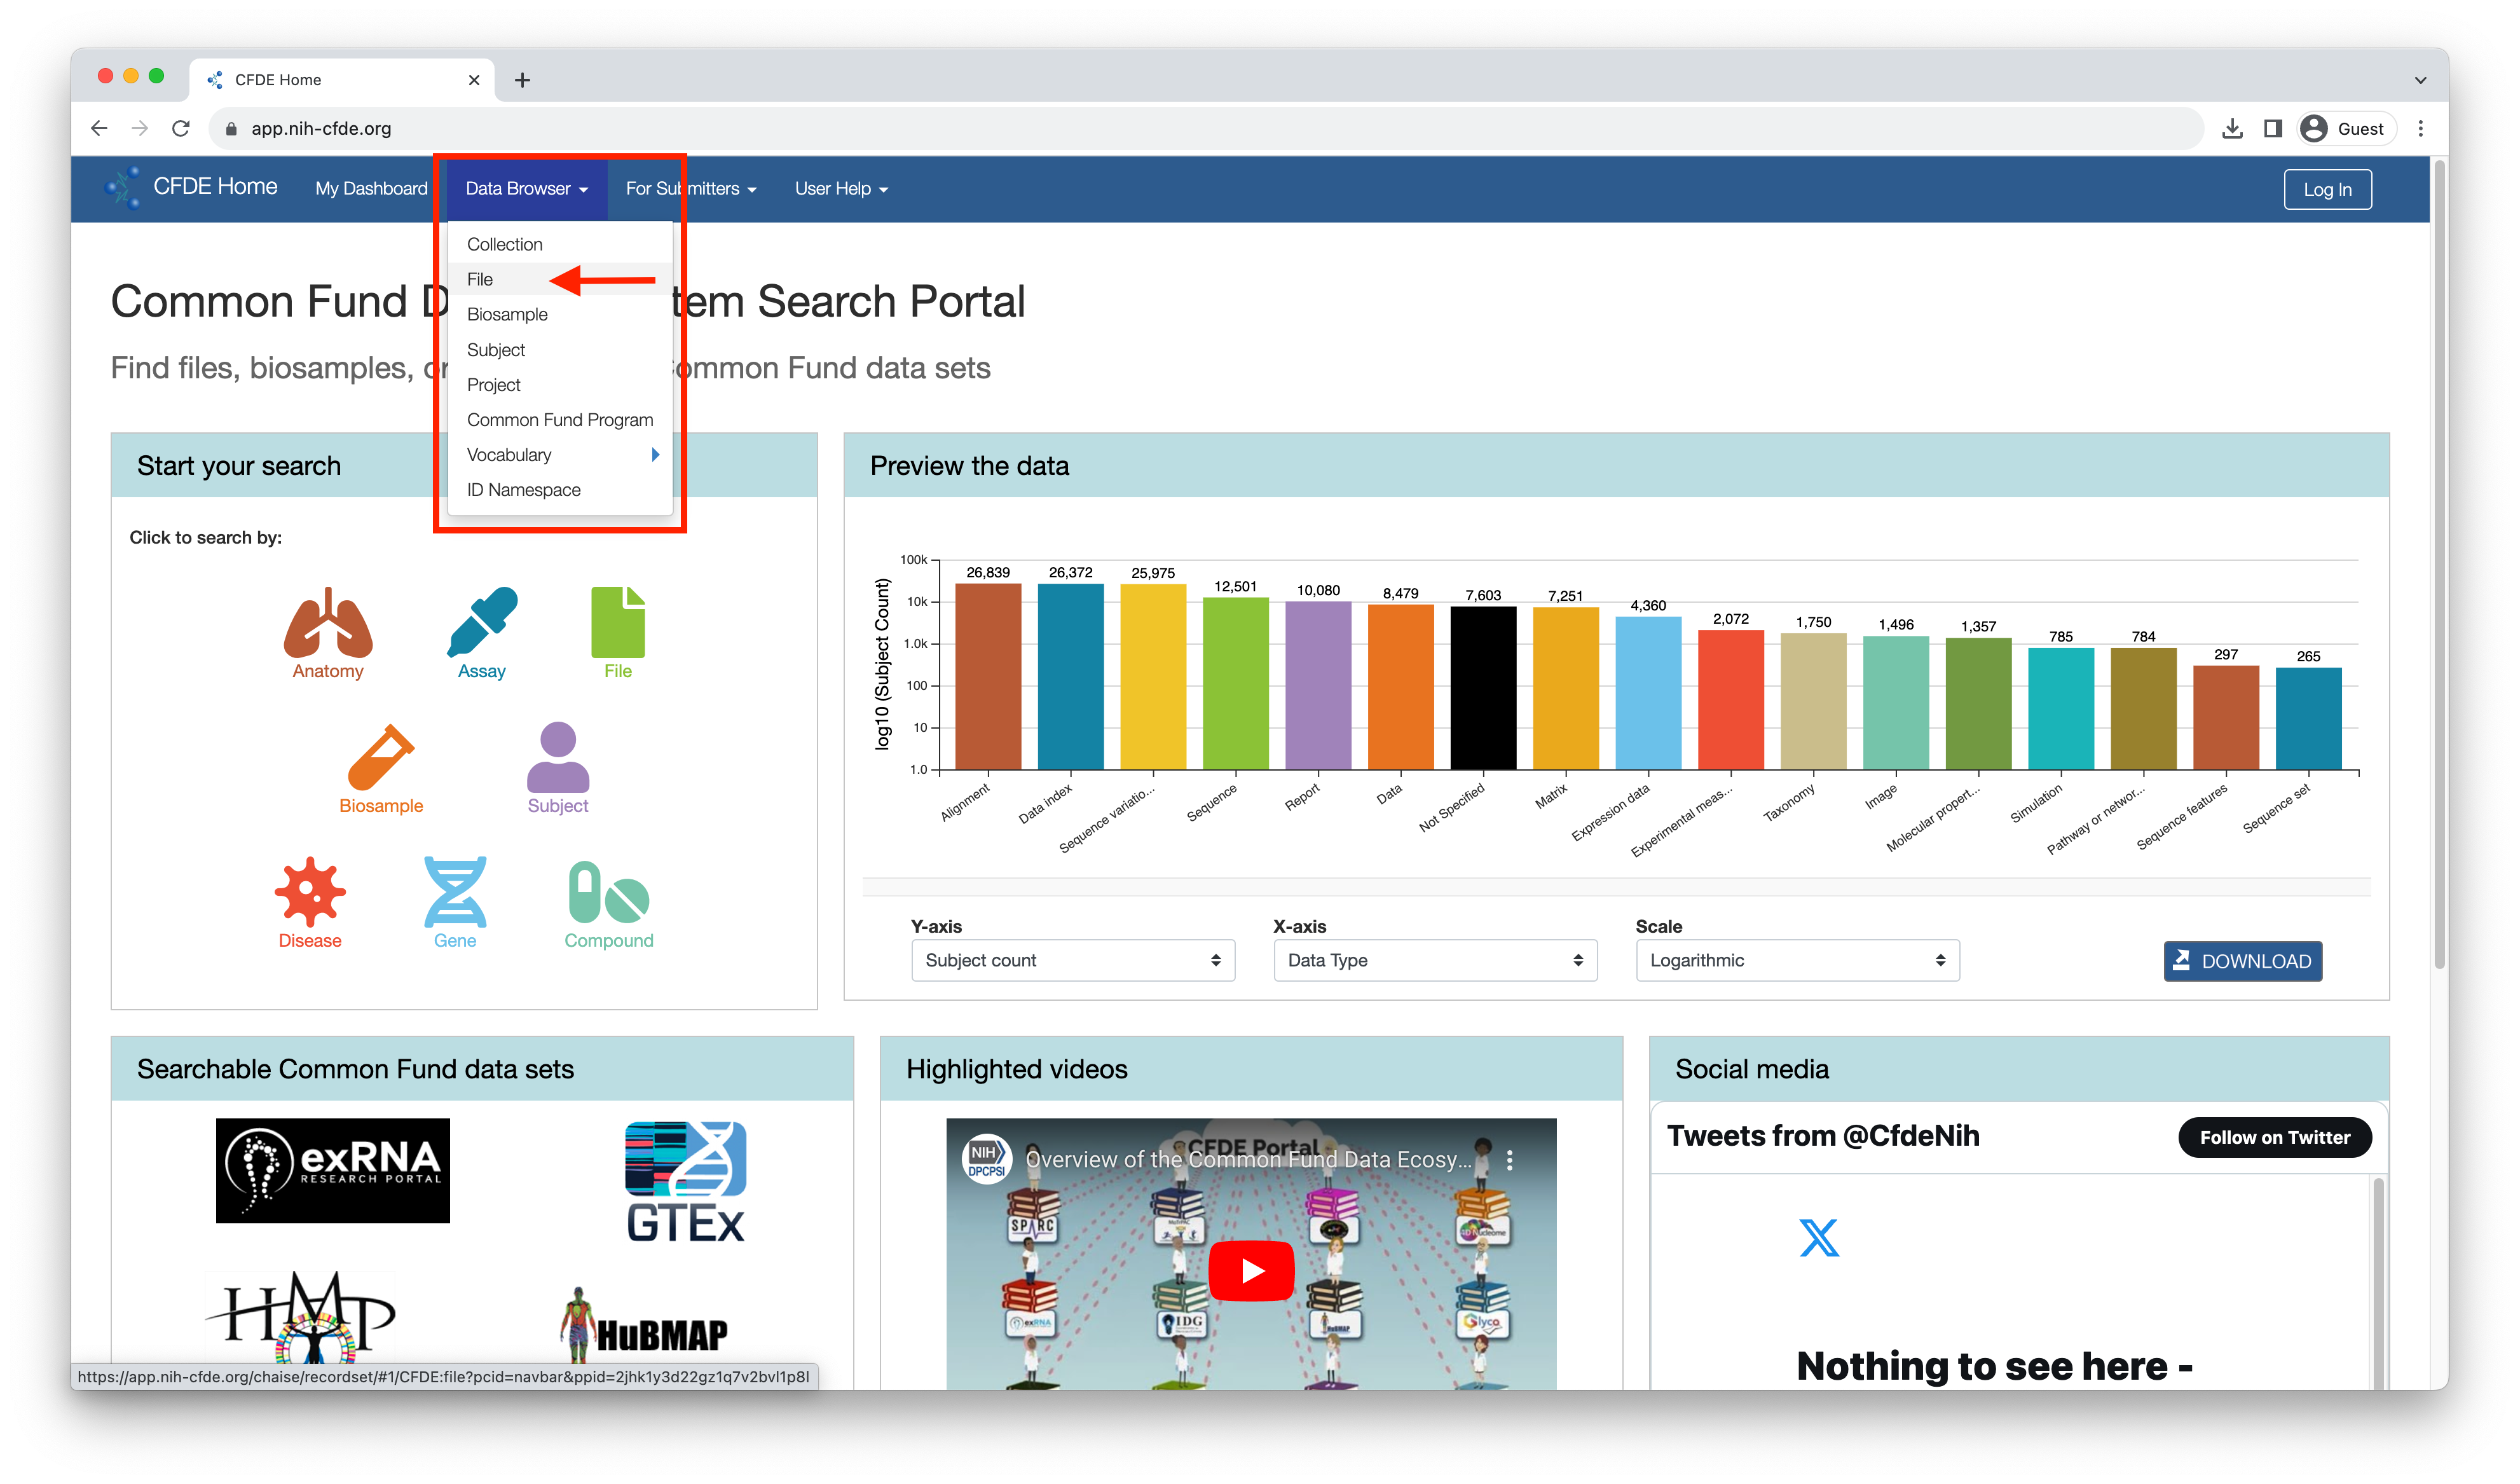 CFDE Home
app.nih-cfde.org
Guest
CFDE Home
My Dashboard
Data Browser
For Submitters
User Help
Log In
Collection
File
Biosample
Subject
Project
Common Fund Program
Vocabulary
ID Namespace
Common Fund D
tem Search Portal
Find files, biosamples, or
ommon Fund data sets
Start your search
Click to search by:
Anatomy
Assay
File
Biosample
Subject
Disease
Gene
Compound
Preview the data
log10 (Subject Count)
100k
10k
1.0k
100
10
1.0
26,839
26,372
25,975
12,501
10,080
8,479
7,603
7,251
4,360
2,072
1,750
1,496
1,357
785
784
297
265
Alignment
Data index
Sequence variatio...
Sequence
Report
Data
Not Specified
Matrix
Expression data
Experimental meas...
Taxonomy
Image
Molecular propert...
Simulation
Pathway or networ...
Sequence features
Sequence set
Y-axis
Subject count
X-axis
Data Type
Scale
Logarithmic
DOWNLOAD
Searchable Common Fund data sets
exRNA
RESEARCH PORTAL
GTEx
HMP
HuBMAP
Highlighted videos
CFDE Portal
NIH
DPCPSI
Overview of the Common Fund Data Ecosy...
SPARC
exRNA
IDG
HuBMAP
Glyco
Social media
Tweets from @CfdeNih
Follow on Twitter
Nothing to see here -
https://app.nih-cfde.org/chaise/recordset/#1/CFDE:file?pcid=navbar&ppid=2jhk1y3d22gz1q7v2bvl1p8l